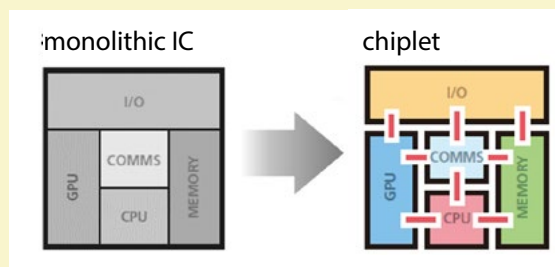 monolithic IC
chiplet
I/O
GPU
COMMS
CPU
MEMORY
I/O
GPU
COMMS
CPU
MEMORY